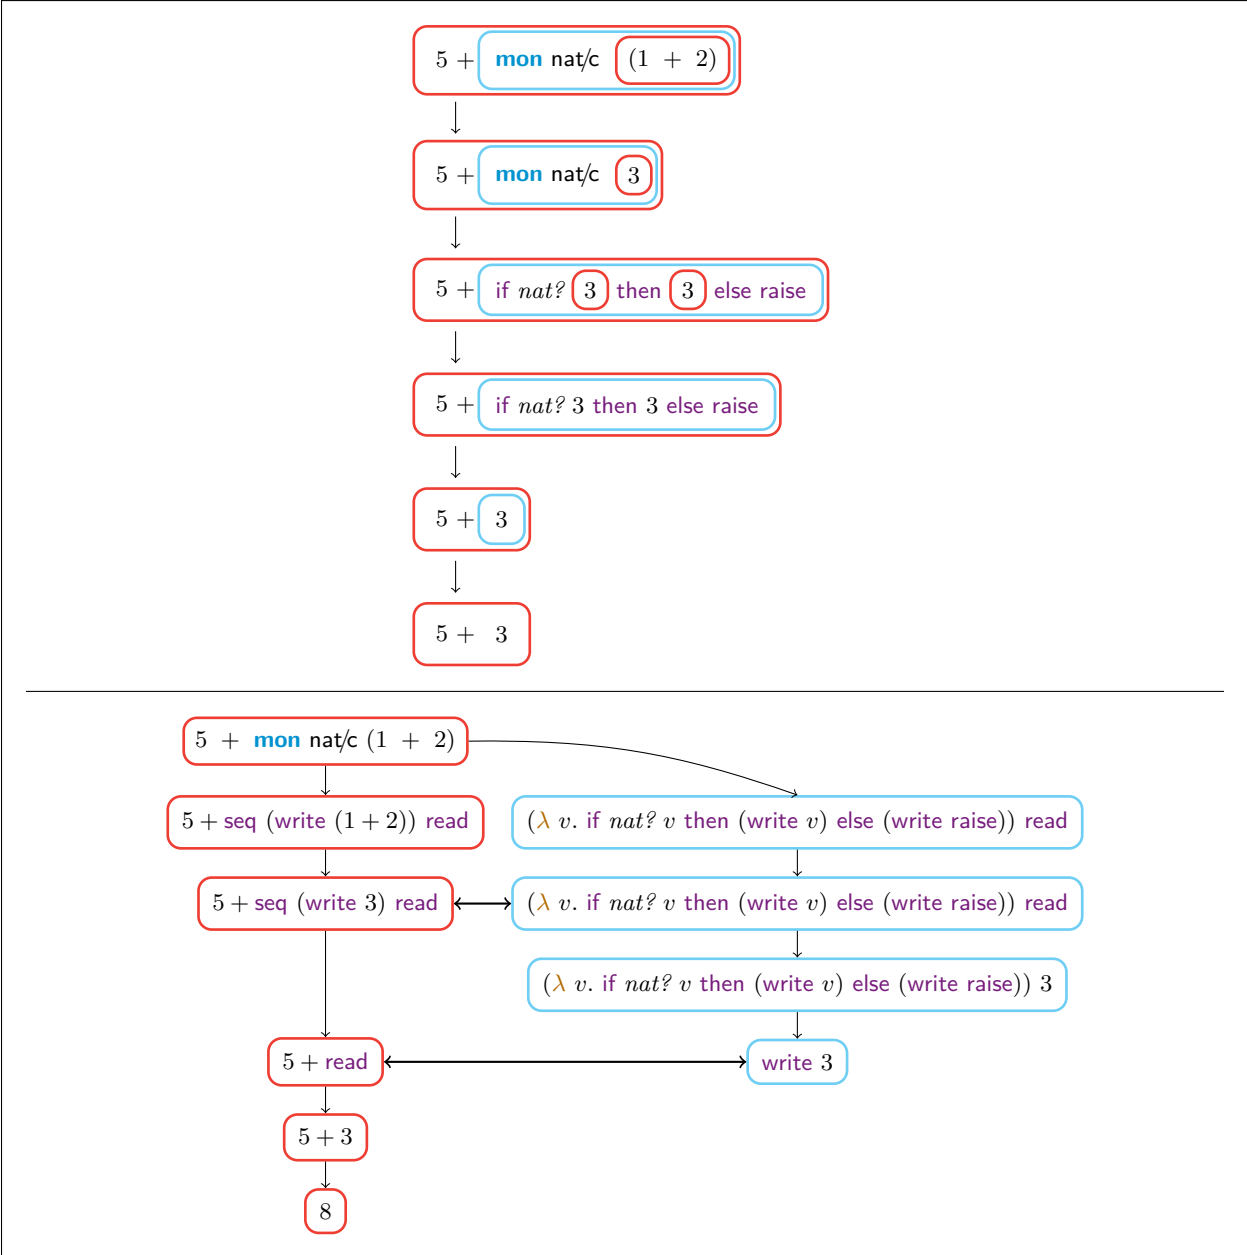 5 + mon nat/c (1 + 2)
5 + mon nat/c 3
5 + if nat? 3 then 3 else raise
5 + if nat? 3 then 3 else raise
5 + 3
5 + 3
5 + mon nat/c (1 + 2)
5 + seq (write (1 + 2)) read
(λ v. if nat? v then (write v) else (write raise)) read
5 + seq (write 3) read
(λ v. if nat? v then (write v) else (write raise)) read
(λ v. if nat? v then (write v) else (write raise)) 3
5 + read
write 3
5 + 3
8